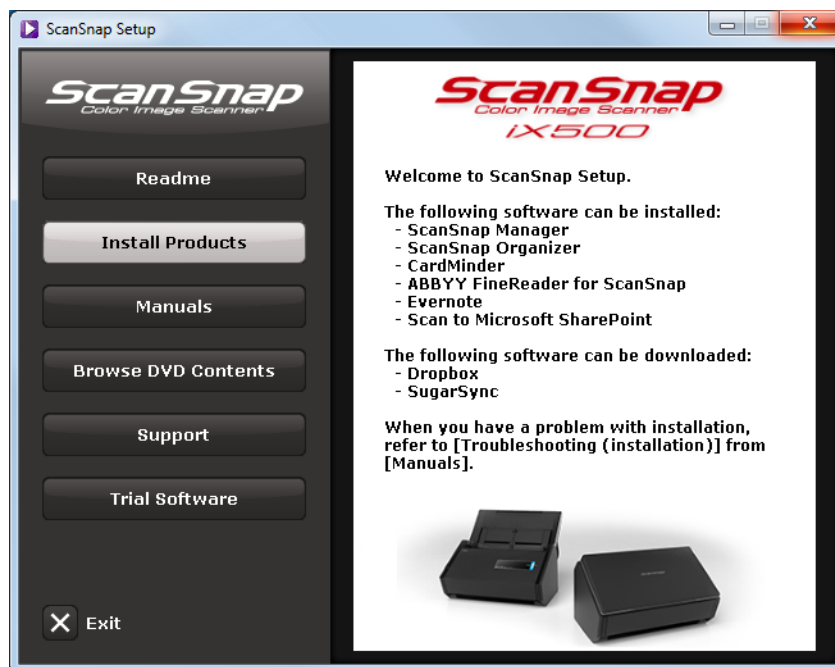 ScanSnap Setup
ScanSnap
Color Image Scanner
Readme
Install Products
Manuals
Browse DVD Contents
Support
Trial Software
Exit
ScanSnap
Color Image Scanner
iX500
Welcome to ScanSnap Setup.
The following software can be installed:
- ScanSnap Manager
- ScanSnap Organizer
- CardMinder
- ABBYY FineReader for ScanSnap
- Evernote
- Scan to Microsoft SharePoint
The following software can be downloaded:
- Dropbox
- SugarSync
When you have a problem with installation,
refer to [Troubleshooting (installation)] from
[Manuals].